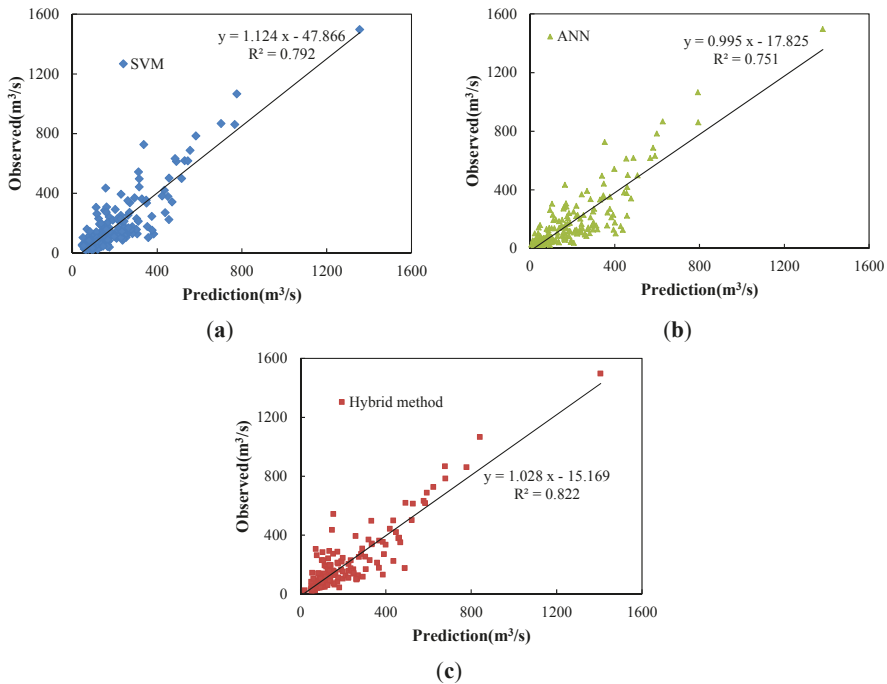 1600
1200
800
400
0
Observed(m³/s)
SVM
y = 1.124 x - 47.866
R² = 0.792
0 400 800 1200 1600
Prediction(m³/s)
(a)
1600
1200
800
400
0
Observed(m³/s)
ANN
y = 0.995 x - 17.825
R² = 0.751
0 400 800 1200 1600
Prediction(m³/s)
(b)
1600
1200
800
400
0
Observed(m³/s)
Hybrid method
y = 1.028 x - 15.169
R² = 0.822
0 400 800 1200 1600
Prediction(m³/s)
(c)